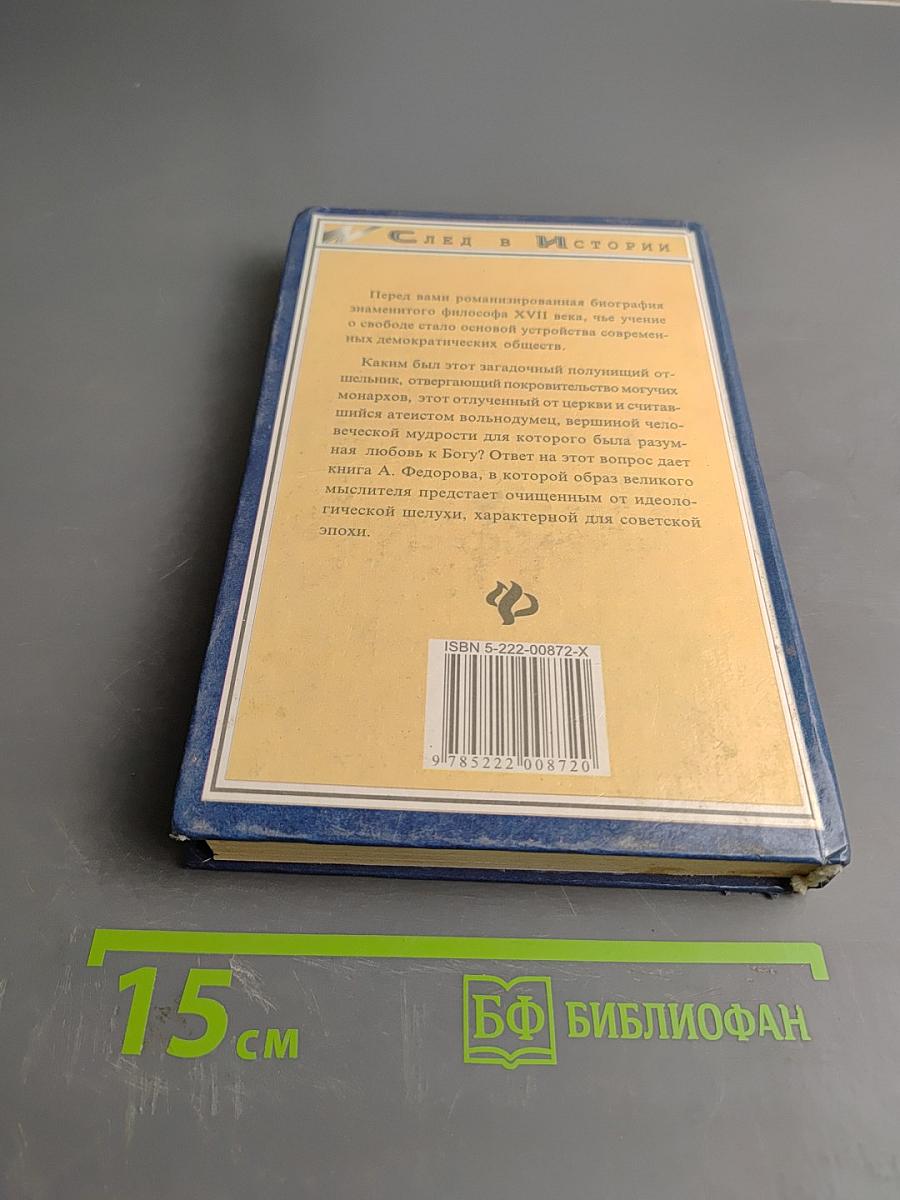 След в Истории
Перед вами романизированная биография
знаменитого философа XVII века, чье учение
о свободе стало основой устройства современ-
ных демократических обществ.
Каким был этот загадочный полунищий от-
шельник, отвергающий покровительство могучих
монархов, этот отлученный от церкви и считав-
шийся атеистом вольнодумец, вершиной чело-
веческой мудрости для которого была разум-
ная любовь к Богу? Ответ на этот вопрос дает
книга А. Федорова, в которой образ великого
мыслителя предстает очищенным от идеоло-
гической шелухи, характерной для советской
эпохи.
ISBN 5-222-00872-X
9 785222 008720
15 см
БФ БИБЛИОФАН